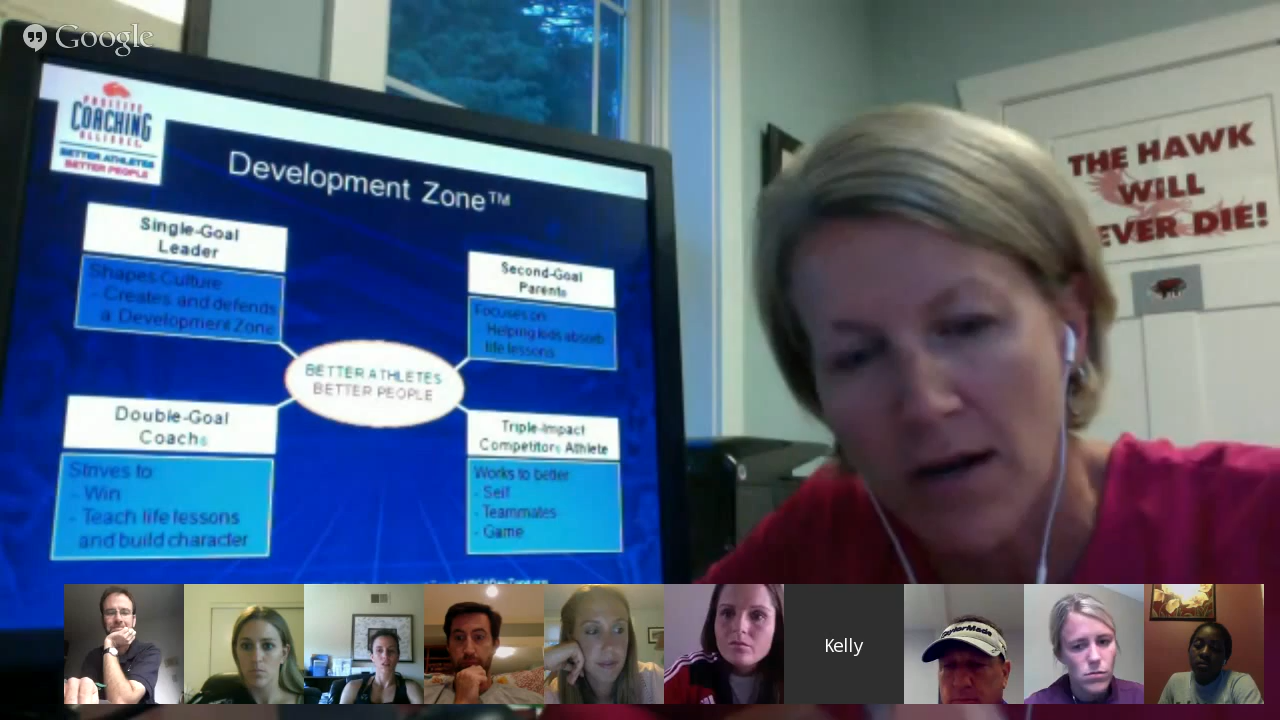 Google
POSITIVE
COACHING
ALLIANCE
BETTER ATHLETES
BETTER PEOPLE
Development Zone™
Single-Goal
Leader
Shapes Culture
- Creates and defends
a Development Zone
Second-Goal
Parent®
Focuses on:
Helping kids absorb
life lessons
BETTER ATHLETES
BETTER PEOPLE
Double-Goal
Coach®
Strives to:
- Win
- Teach life lessons
and build character
Triple-Impact
Competitor® Athlete
Works to better:
- Self
- Teammates
- Game
THE HAWK
WILL
EVER DIE!
Kelly
TaylorMade